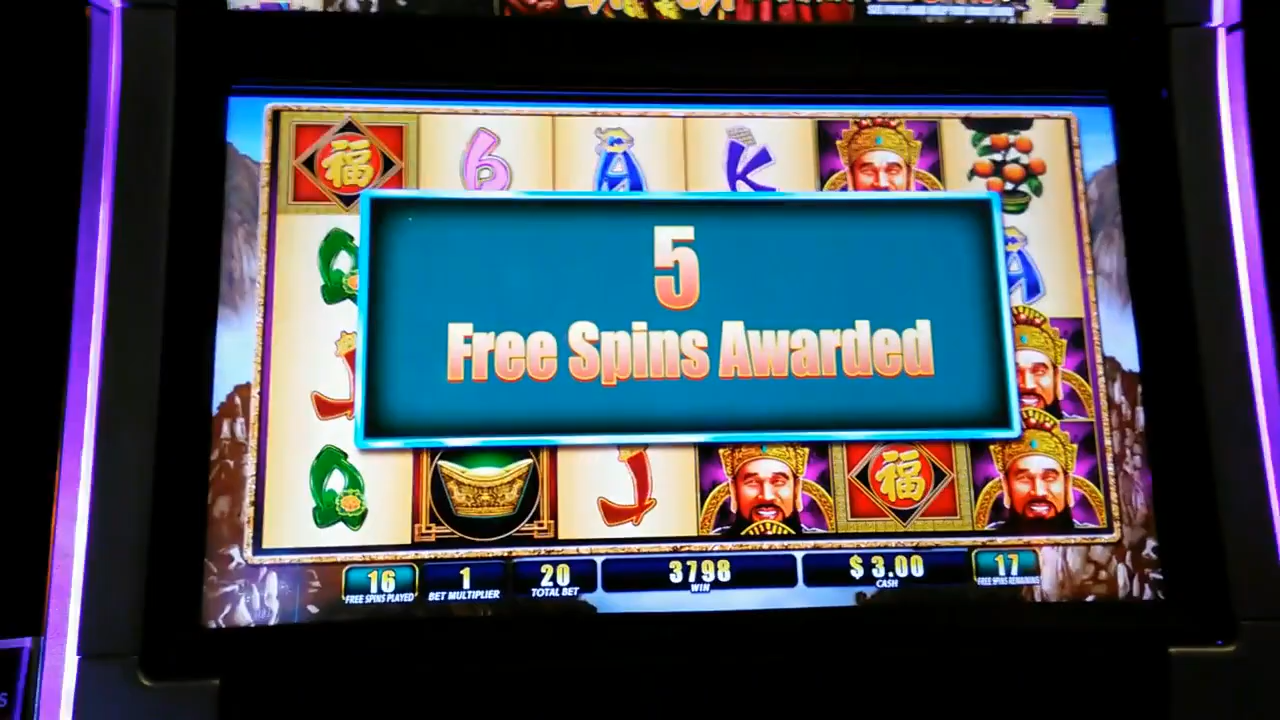 福
6
A
K
5
Free Spins Awarded
Q
A
J
Q
J
福
16
FREE SPINS PLAYED
1
BET MULTIPLIER
20
TOTAL BET
3798
WIN
$ 3.00
CASH
17
FREE SPINS REMAINING